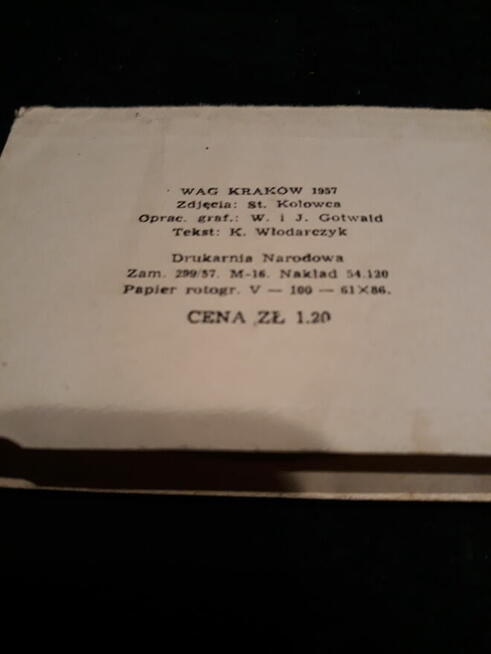 WAG KRAKÓW 1957
Zdjęcia: St. Kolowca
Oprac. graf.: W. i J. Gotwald
Tekst: K. Włodarczyk
Drukarnia Narodowa
Zam. 299/57. M-16. Nakład 54.120
Papier rotogr. V — 100 — 61×86.
CENA ZŁ 1.20